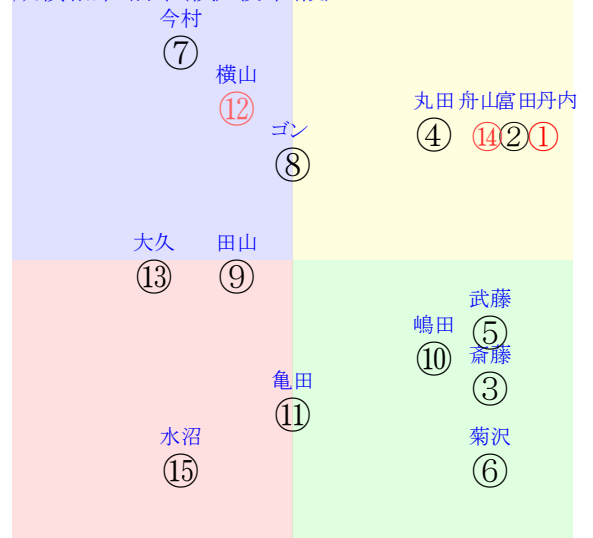 今村
⑦
横山
⑫
丸田 舟山富田丹内
④ ⑭②①
ゴン
⑧
大久 田山
⑬ ⑨
武藤
⑤
嶋田
⑩
斎藤
③
亀田
⑪
水沼 菊沢
⑮ ⑥